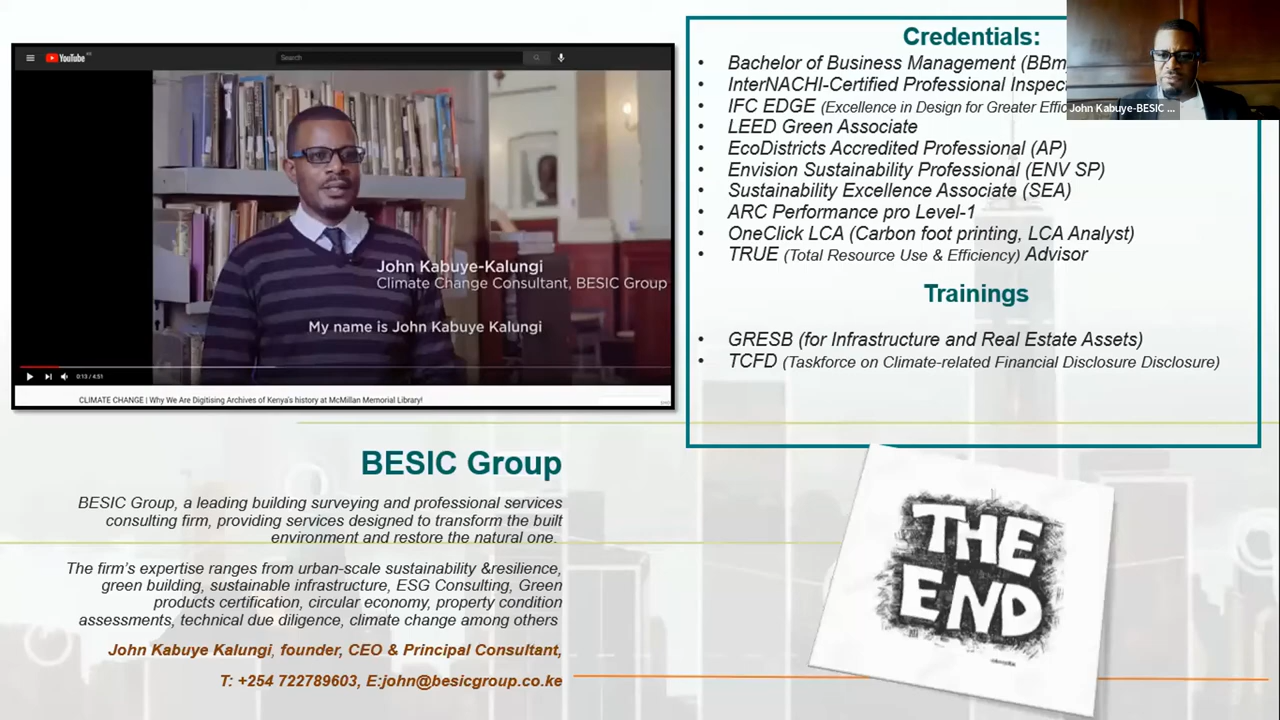 YouTube
Search
John Kabuye-Kalungi
Climate Change Consultant, BESIC Group
My name is John Kabuye Kalungi
0:13 / 4:51
CLIMATE CHANGE | Why We Are Digitising Archives of Kenya's history at McMillan Memorial Library!
BESIC Group
BESIC Group, a leading building surveying and professional services
consulting firm, providing services designed to transform the built
environment and restore the natural one.
The firm's expertise ranges from urban-scale sustainability &resilience,
green building, sustainable infrastructure, ESG Consulting, Green
products certification, circular economy, property condition
assessments, technical due diligence, climate change among others
John Kabuye Kalungi, founder, CEO & Principal Consultant,
T: +254 722789603, E:john@besicgroup.co.ke
Credentials:
• Bachelor of Business Management (BBm
• InterNACHI-Certified Professional Inspec
• IFC EDGE (Excellence in Design for Greater Effic
• LEED Green Associate
• EcoDistricts Accredited Professional (AP)
• Envision Sustainability Professional (ENV SP)
• Sustainability Excellence Associate (SEA)
• ARC Performance pro Level-1
• OneClick LCA (Carbon foot printing, LCA Analyst)
• TRUE (Total Resource Use & Efficiency) Advisor
Trainings
• GRESB (for Infrastructure and Real Estate Assets)
• TCFD (Taskforce on Climate-related Financial Disclosure Disclosure)
John Kabuye-BESIC ...
THE
END